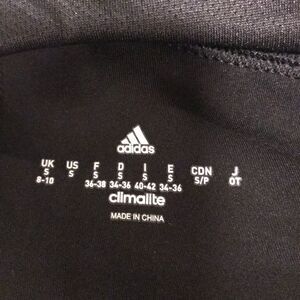 adidas
UK US F D I E CDN J
S S S S S S S/P OT
8-10 36-38 34-36 40-42 34-36
climalite
MADE IN CHINA